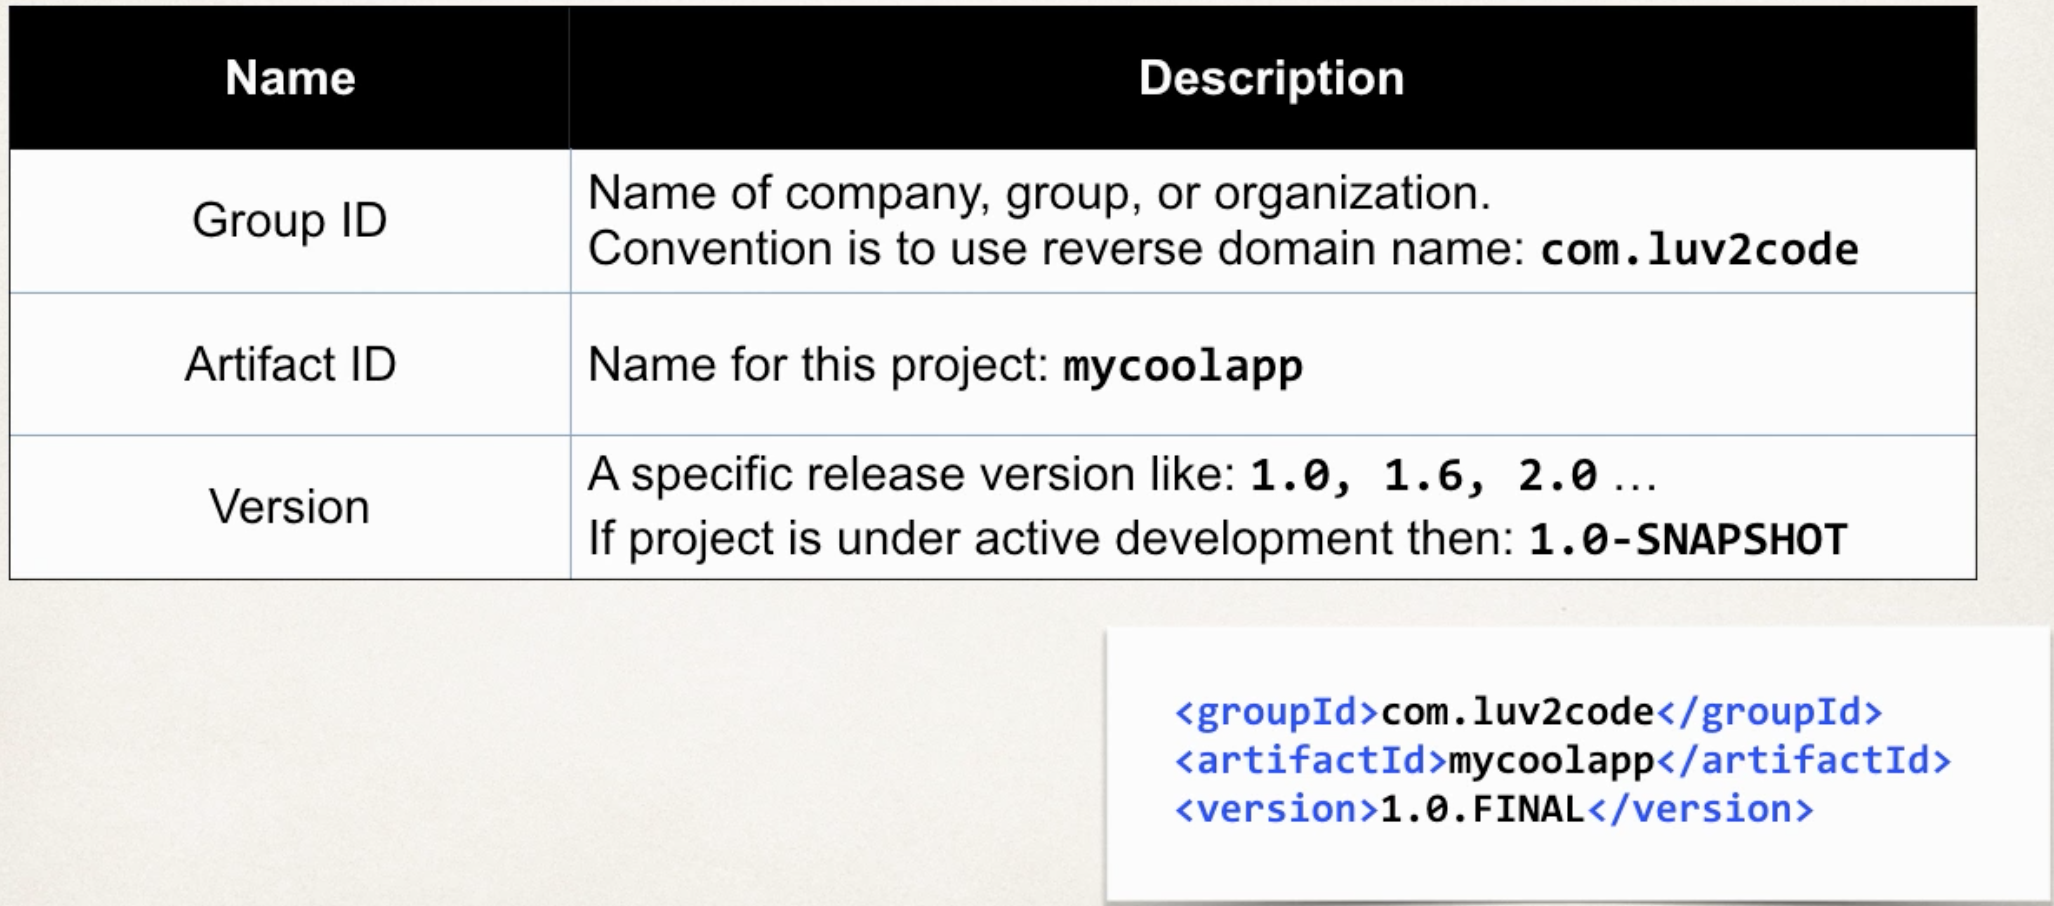 Name
Description
Group ID
Name of company, group, or organization.
Convention is to use reverse domain name: com.luv2code
Artifact ID
Name for this project: mycoolapp
Version
A specific release version like: 1.0, 1.6, 2.0 …
If project is under active development then: 1.0-SNAPSHOT
<groupId>com.luv2code</groupId>
<artifactId>mycoolapp</artifactId>
<version>1.0.FINAL</version>